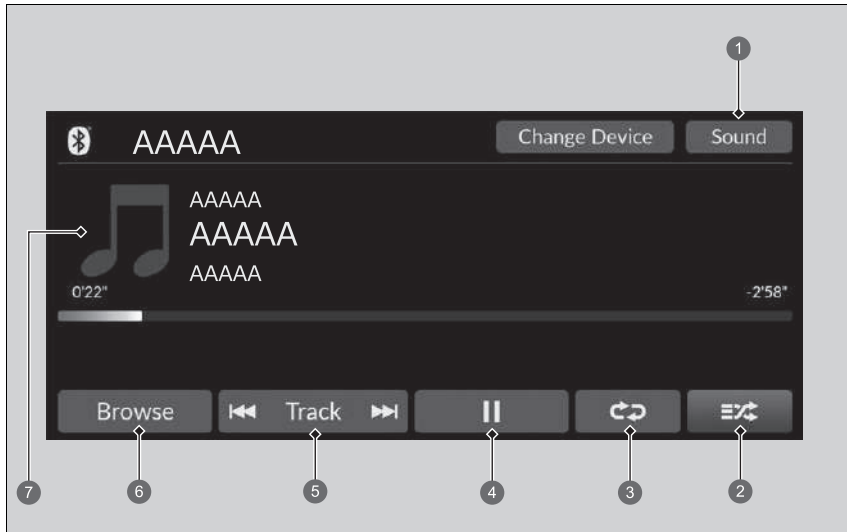 1
AAAAA Change Device Sound
AAAAA
AAAAA
AAAAA
7
0'22" -2'58"
Browse Track
6 5 4 3 2